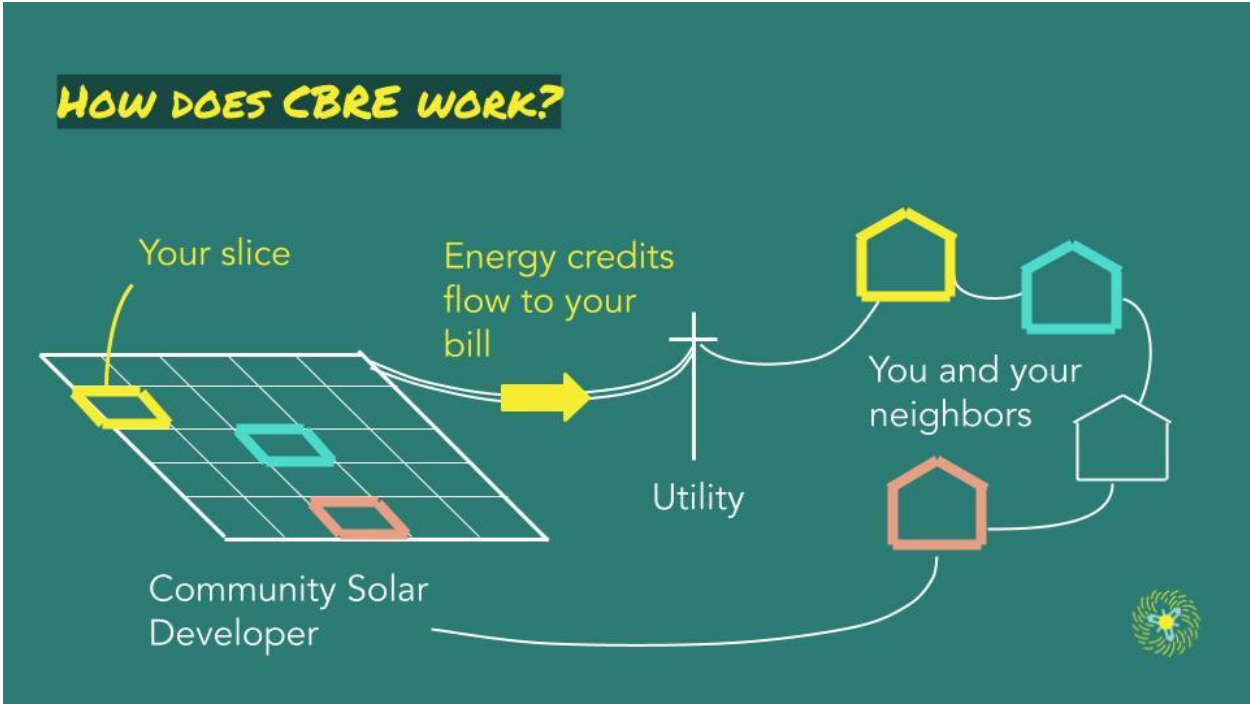 How does CBRE work?
Your slice
Energy credits
flow to your
bill
You and your
neighbors
Utility
Community Solar
Developer